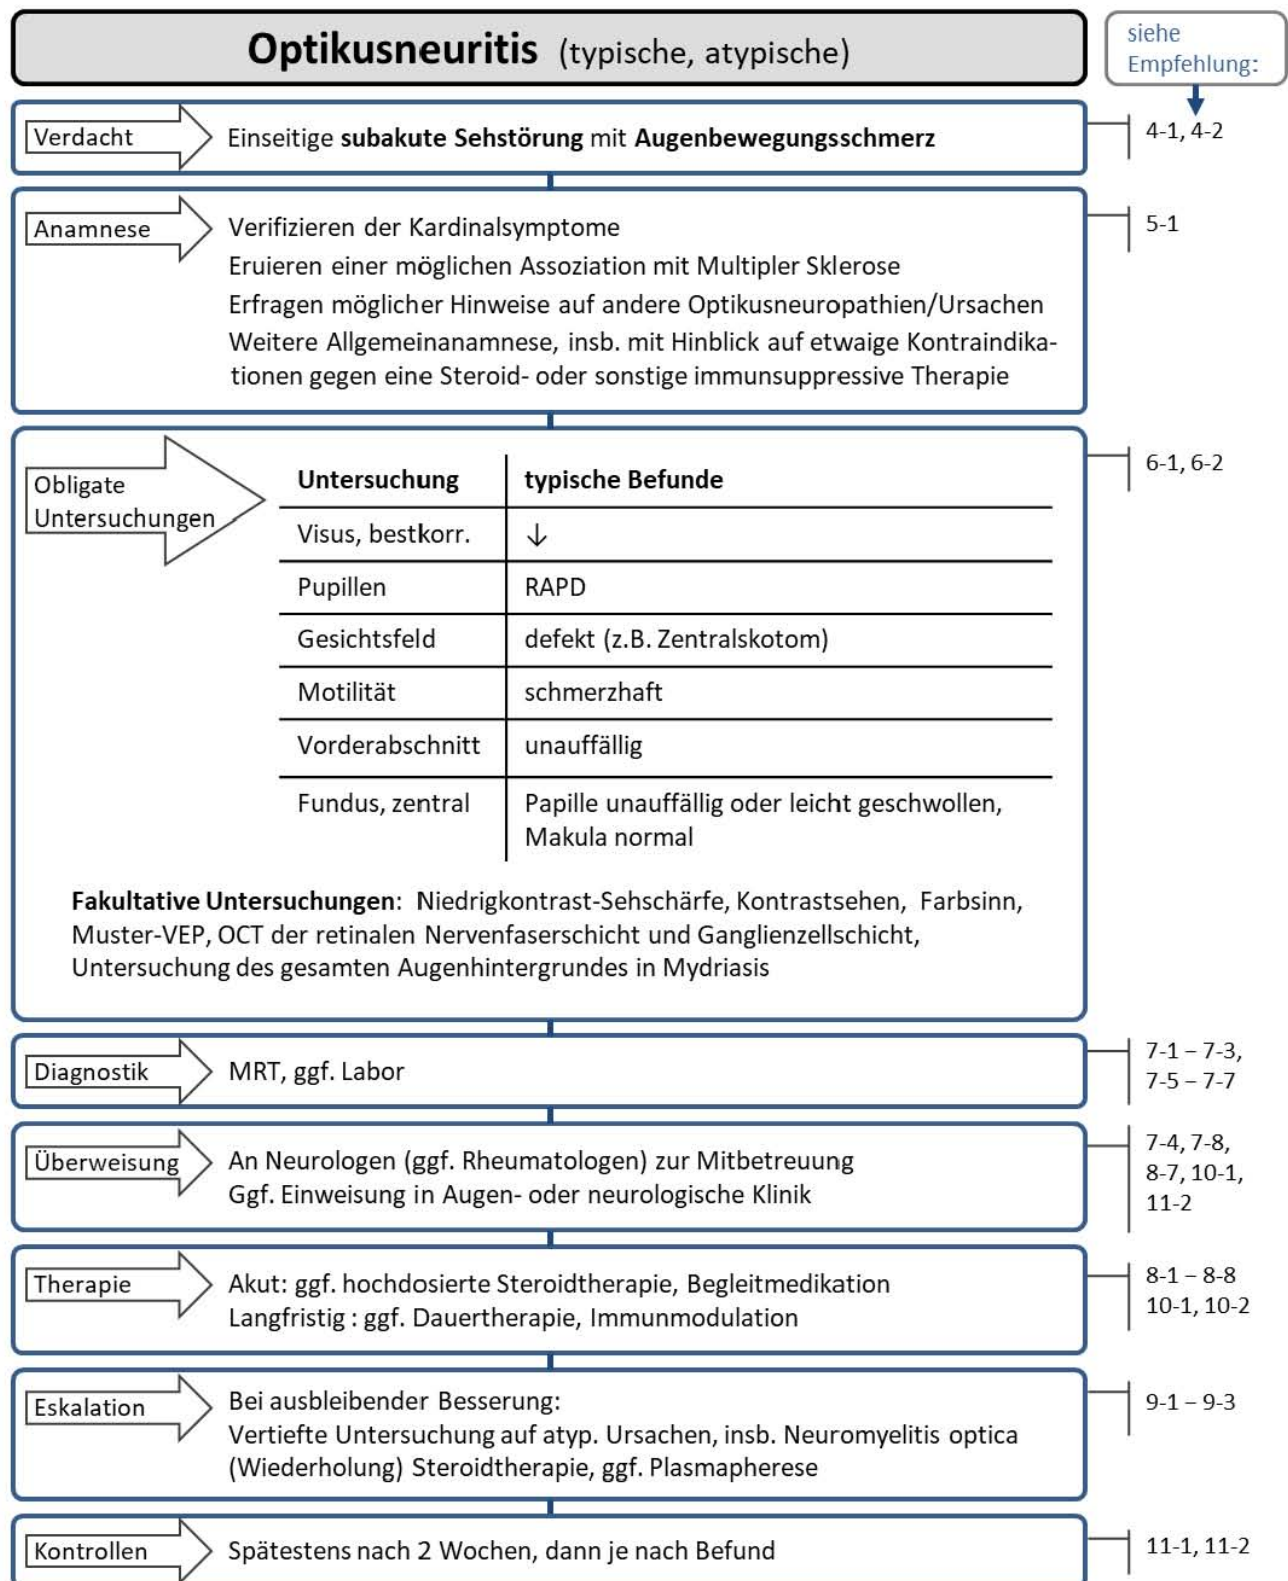 Optikusneuritis (typische, atypische)
siehe
Empfehlung:
Verdacht
Einseitige subakute Sehstörung mit Augenbewegungsschmerz
4-1, 4-2
Anamnese
Verifizieren der Kardinalsymptome
Eruieren einer möglichen Assoziation mit Multipler Sklerose
Erfragen möglicher Hinweise auf andere Optikusneuropathien/Ursachen
Weitere Allgemeinanamnese, insb. mit Hinblick auf etwaige Kontraindika-
tionen gegen eine Steroid- oder sonstige immunsuppressive Therapie
5-1
Obligate
Untersuchungen
Untersuchung typische Befunde
Visus, bestkorr. ↓
Pupillen RAPD
Gesichtsfeld defekt (z.B. Zentralskotom)
Motilität schmerzhaft
Vorderabschnitt unauffällig
Fundus, zentral Papille unauffällig oder leicht geschwollen,
Makula normal
Fakultative Untersuchungen: Niedrigkontrast-Sehschärfe, Kontrastsehen, Farbsinn,
Muster-VEP, OCT der retinalen Nervenfaserschicht und Ganglienzellschicht,
Untersuchung des gesamten Augenhintergrundes in Mydriasis
6-1, 6-2
Diagnostik
MRT, ggf. Labor
7-1 – 7-3,
7-5 – 7-7
Überweisung
An Neurologen (ggf. Rheumatologen) zur Mitbetreuung
Ggf. Einweisung in Augen- oder neurologische Klinik
7-4, 7-8,
8-7, 10-1,
11-2
Therapie
Akut: ggf. hochdosierte Steroidtherapie, Begleitmedikation
Langfristig : ggf. Dauertherapie, Immunmodulation
8-1 – 8-8
10-1, 10-2
Eskalation
Bei ausbleibender Besserung:
Vertiefte Untersuchung auf atyp. Ursachen, insb. Neuromyelitis optica
(Wiederholung) Steroidtherapie, ggf. Plasmapherese
9-1 – 9-3
Kontrollen
Spätestens nach 2 Wochen, dann je nach Befund
11-1, 11-2